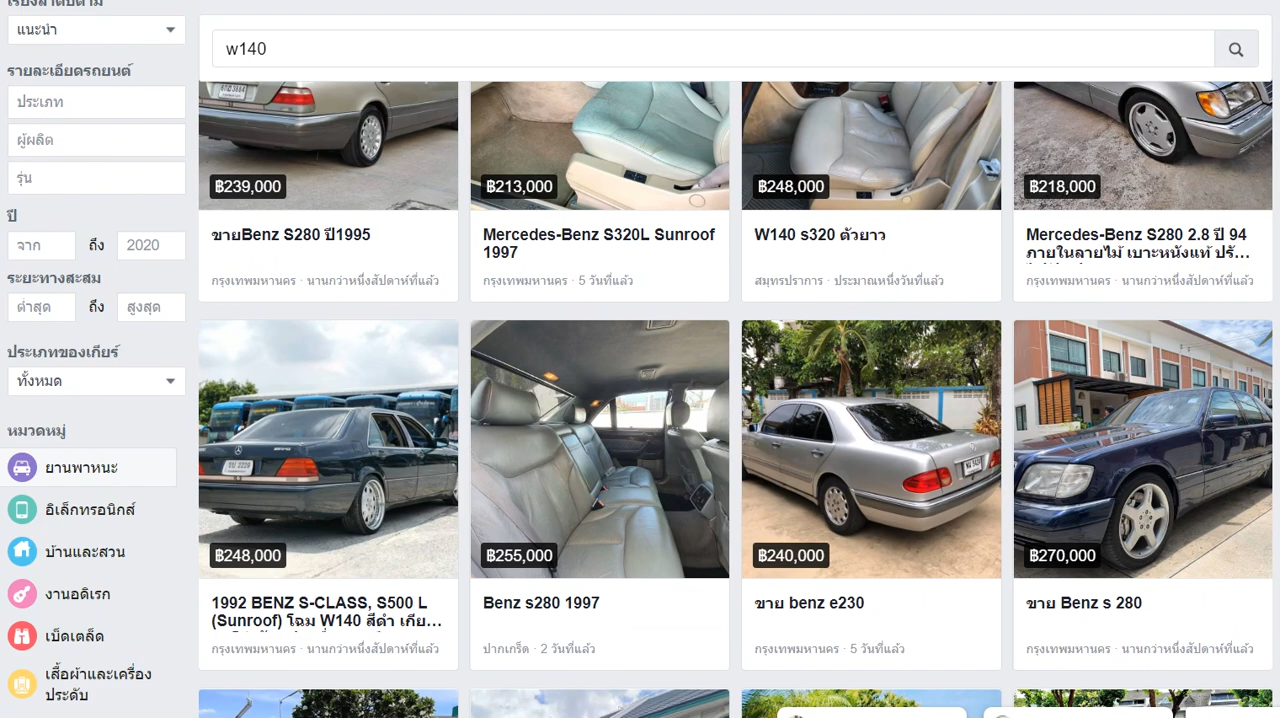 เรียงลำดับตาม
แนะนำ
รายละเอียดรถยนต์
ประเภท
ผู้ผลิต
รุ่น
ปี
จาก ถึง 2020
ระยะทางสะสม
ต่ำสุด ถึง สูงสุด
ประเภทของเกียร์
ทั้งหมด
หมวดหมู่
ยานพาหนะ
อิเล็กทรอนิกส์
บ้านและสวน
งานอดิเรก
เบ็ดเตล็ด
เสื้อผ้าและเครื่อง
ประดับ
w140
฿239,000
ขายBenz S280 ปี1995
กรุงเทพมหานคร · นานกว่าหนึ่งสัปดาห์ที่แล้ว
฿213,000
Mercedes-Benz S320L Sunroof
1997
กรุงเทพมหานคร · 5 วันที่แล้ว
฿248,000
W140 s320 ตัวยาว
สมุทรปราการ · ประมาณหนึ่งวันที่แล้ว
฿218,000
Mercedes-Benz S280 2.8 ปี 94
ภายในลายไม้ เบาะหนังแท้ ปรั...
กรุงเทพมหานคร · นานกว่าหนึ่งสัปดาห์ที่แล้ว
฿248,000
1992 BENZ S-CLASS, S500 L
(Sunroof) โฉม W140 สีดำ เกีย...
กรุงเทพมหานคร · นานกว่าหนึ่งสัปดาห์ที่แล้ว
฿255,000
Benz s280 1997
ปากเกร็ด · 2 วันที่แล้ว
฿240,000
ขาย benz e230
กรุงเทพมหานคร · 5 วันที่แล้ว
฿270,000
ขาย Benz s 280
กรุงเทพมหานคร · นานกว่าหนึ่งสัปดาห์ที่แล้ว